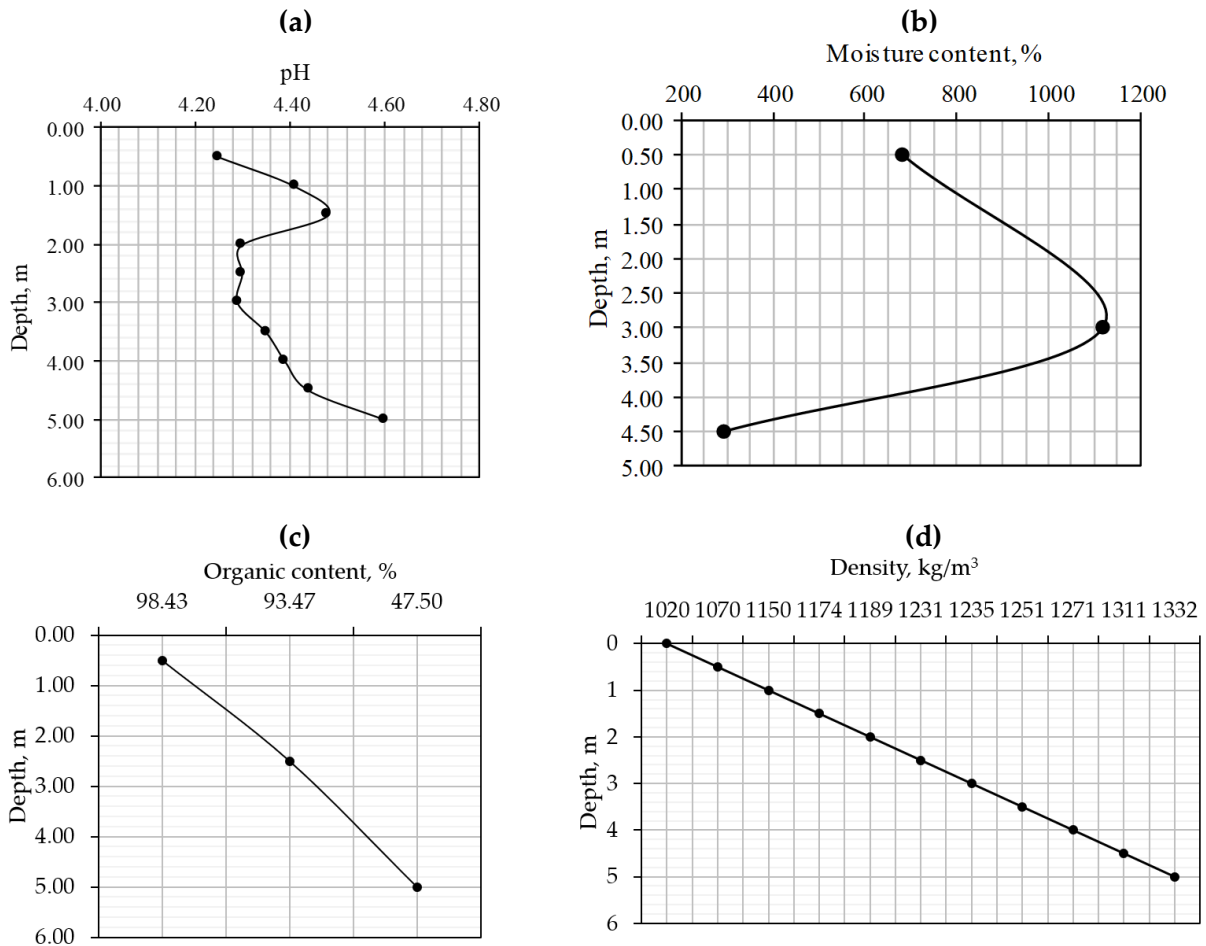 (a)
pH
4.00 4.20 4.40 4.60 4.80
0.00
1.00
2.00
3.00
4.00
5.00
6.00
Depth, m
(b)
Moisture content, %
200 400 600 800 1000 1200
0.00
0.50
1.00
1.50
2.00
2.50
3.00
3.50
4.00
4.50
5.00
Depth, m
(c)
Organic content, %
98.43 93.47 47.50
0.00
1.00
2.00
3.00
4.00
5.00
6.00
Depth, m
(d)
Density, kg/m³
1020 1070 1150 1174 1189 1231 1235 1251 1271 1311 1332
0
1
2
3
4
5
6
Depth, m